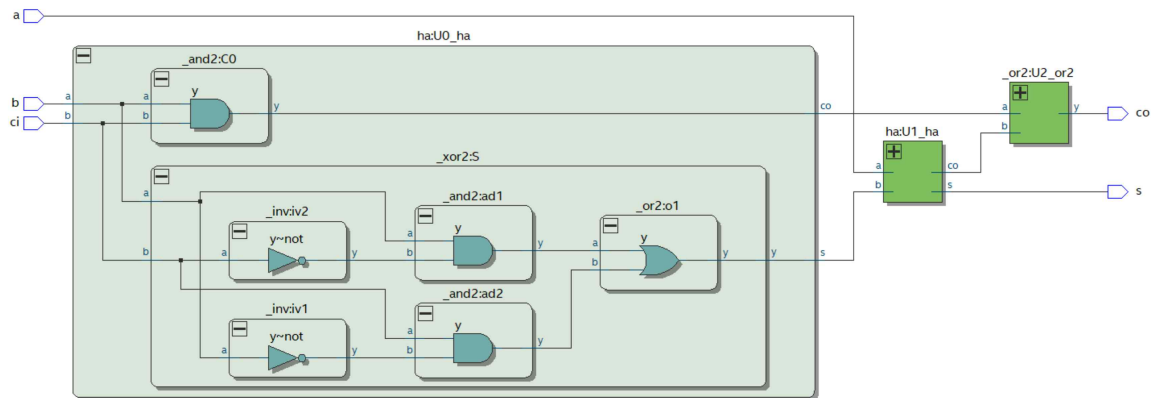 a
ha:U0_ha
_and2:C0
_or2:U2_or2
y
b
a
a
y
co
a
y
co
ci
b
b
b
ha:U1_ha
_xor2:S
a
co
a
b
s
s
_inv:iv2
_and2:ad1
_or2:o1
y~not
a
y
y
y
a
b
a
y
b
y
b
y
y
s
_inv:iv1
_and2:ad2
y~not
a
y
y
a
y
b